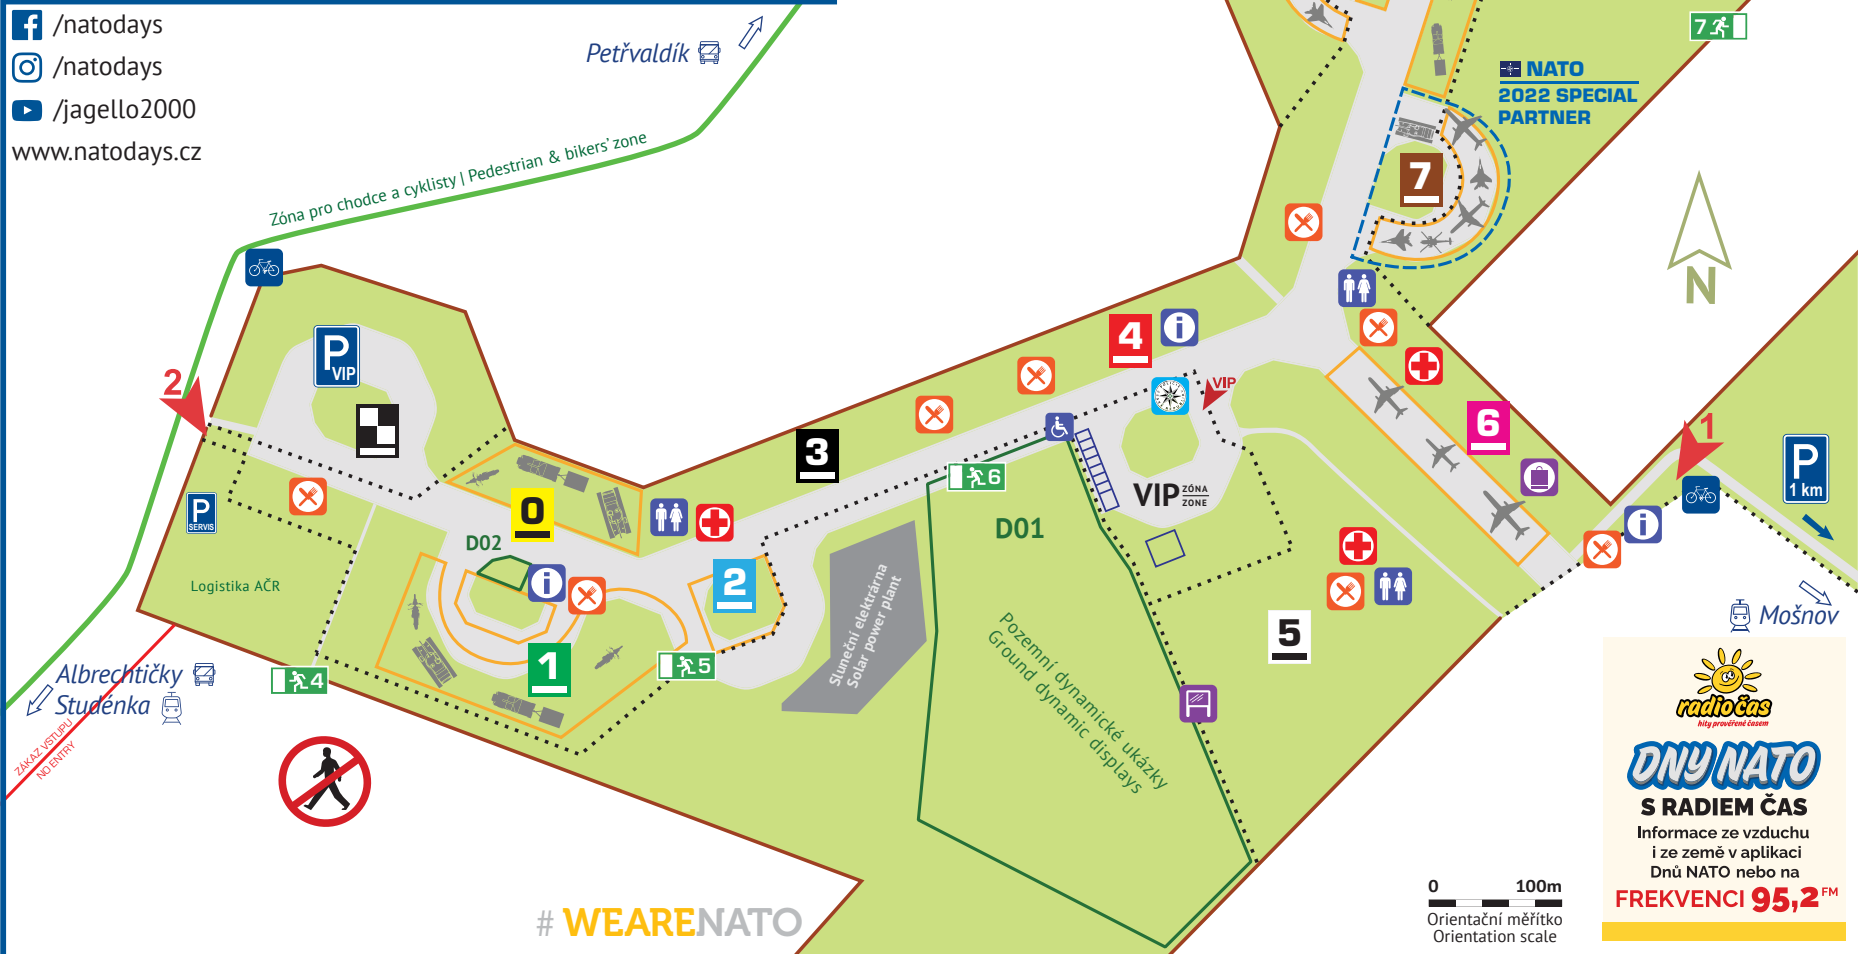 /natodays
/natodays
/jagello2000
www.natodays.cz
Petřvaldík
Zóna pro chodce a cyklisty | Pedestrian & bikers' zone
7
NATO
2022 SPECIAL
PARTNER
7
N
P
VIP
2
4
i
VIP
6
1
P
1 km
3
6
VIP ZÓNA
ZONE
P
SERVIS
0
D02
D01
i
i
Logistika AČR
2
Sluneční elektrárna
Solar power plant
5
Mošnov
1
5
4
Albrechtičky
Studénka
ZÁKAZ VSTUPU
NO ENTRY
Pozemní dynamické ukázky
Ground dynamic displays
radiočas
hity prověřené časem
DNY NATO
S RADIEM ČAS
Informace ze vzduchu
i ze země v aplikaci
Dnů NATO nebo na
FREKVENCI 95,2 FM
0 100m
Orientační měřítko
Orientation scale
# WEARENATO